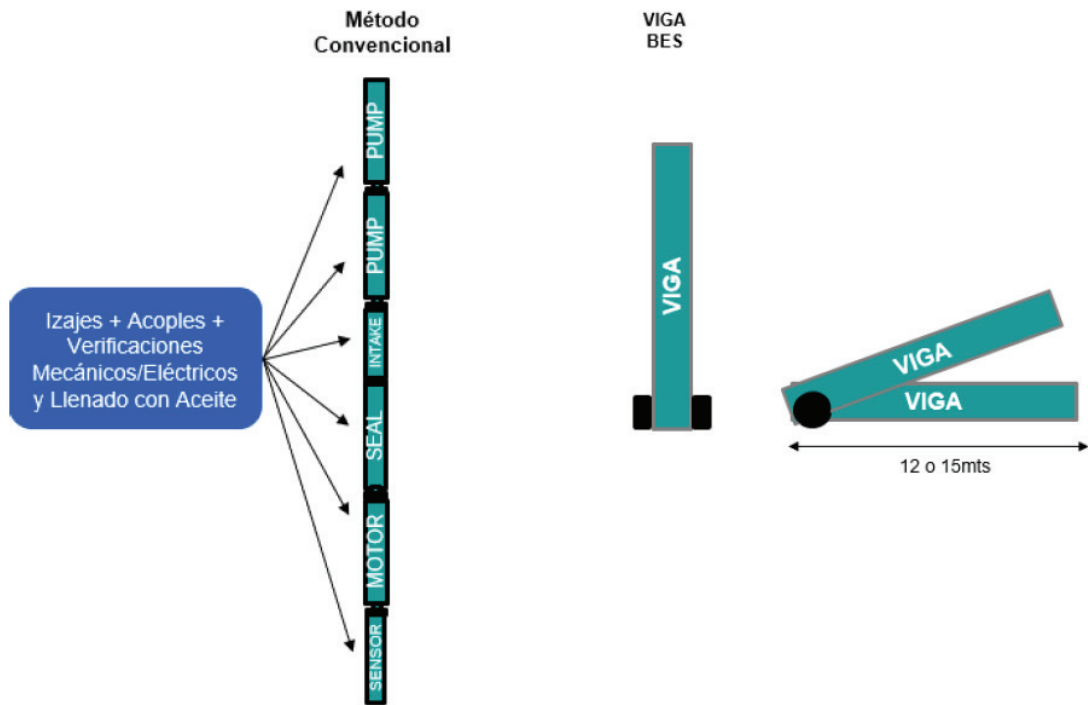 Método
Convencional
VIGA
BES
PUMP
PUMP
INTAKE
SEAL
MOTOR
SENSOR
Izajes + Acoples +
Verificaciones
Mecánicos/Eléctricos
y Llenado con Aceite
VIGA
VIGA
VIGA
12 o 15mts